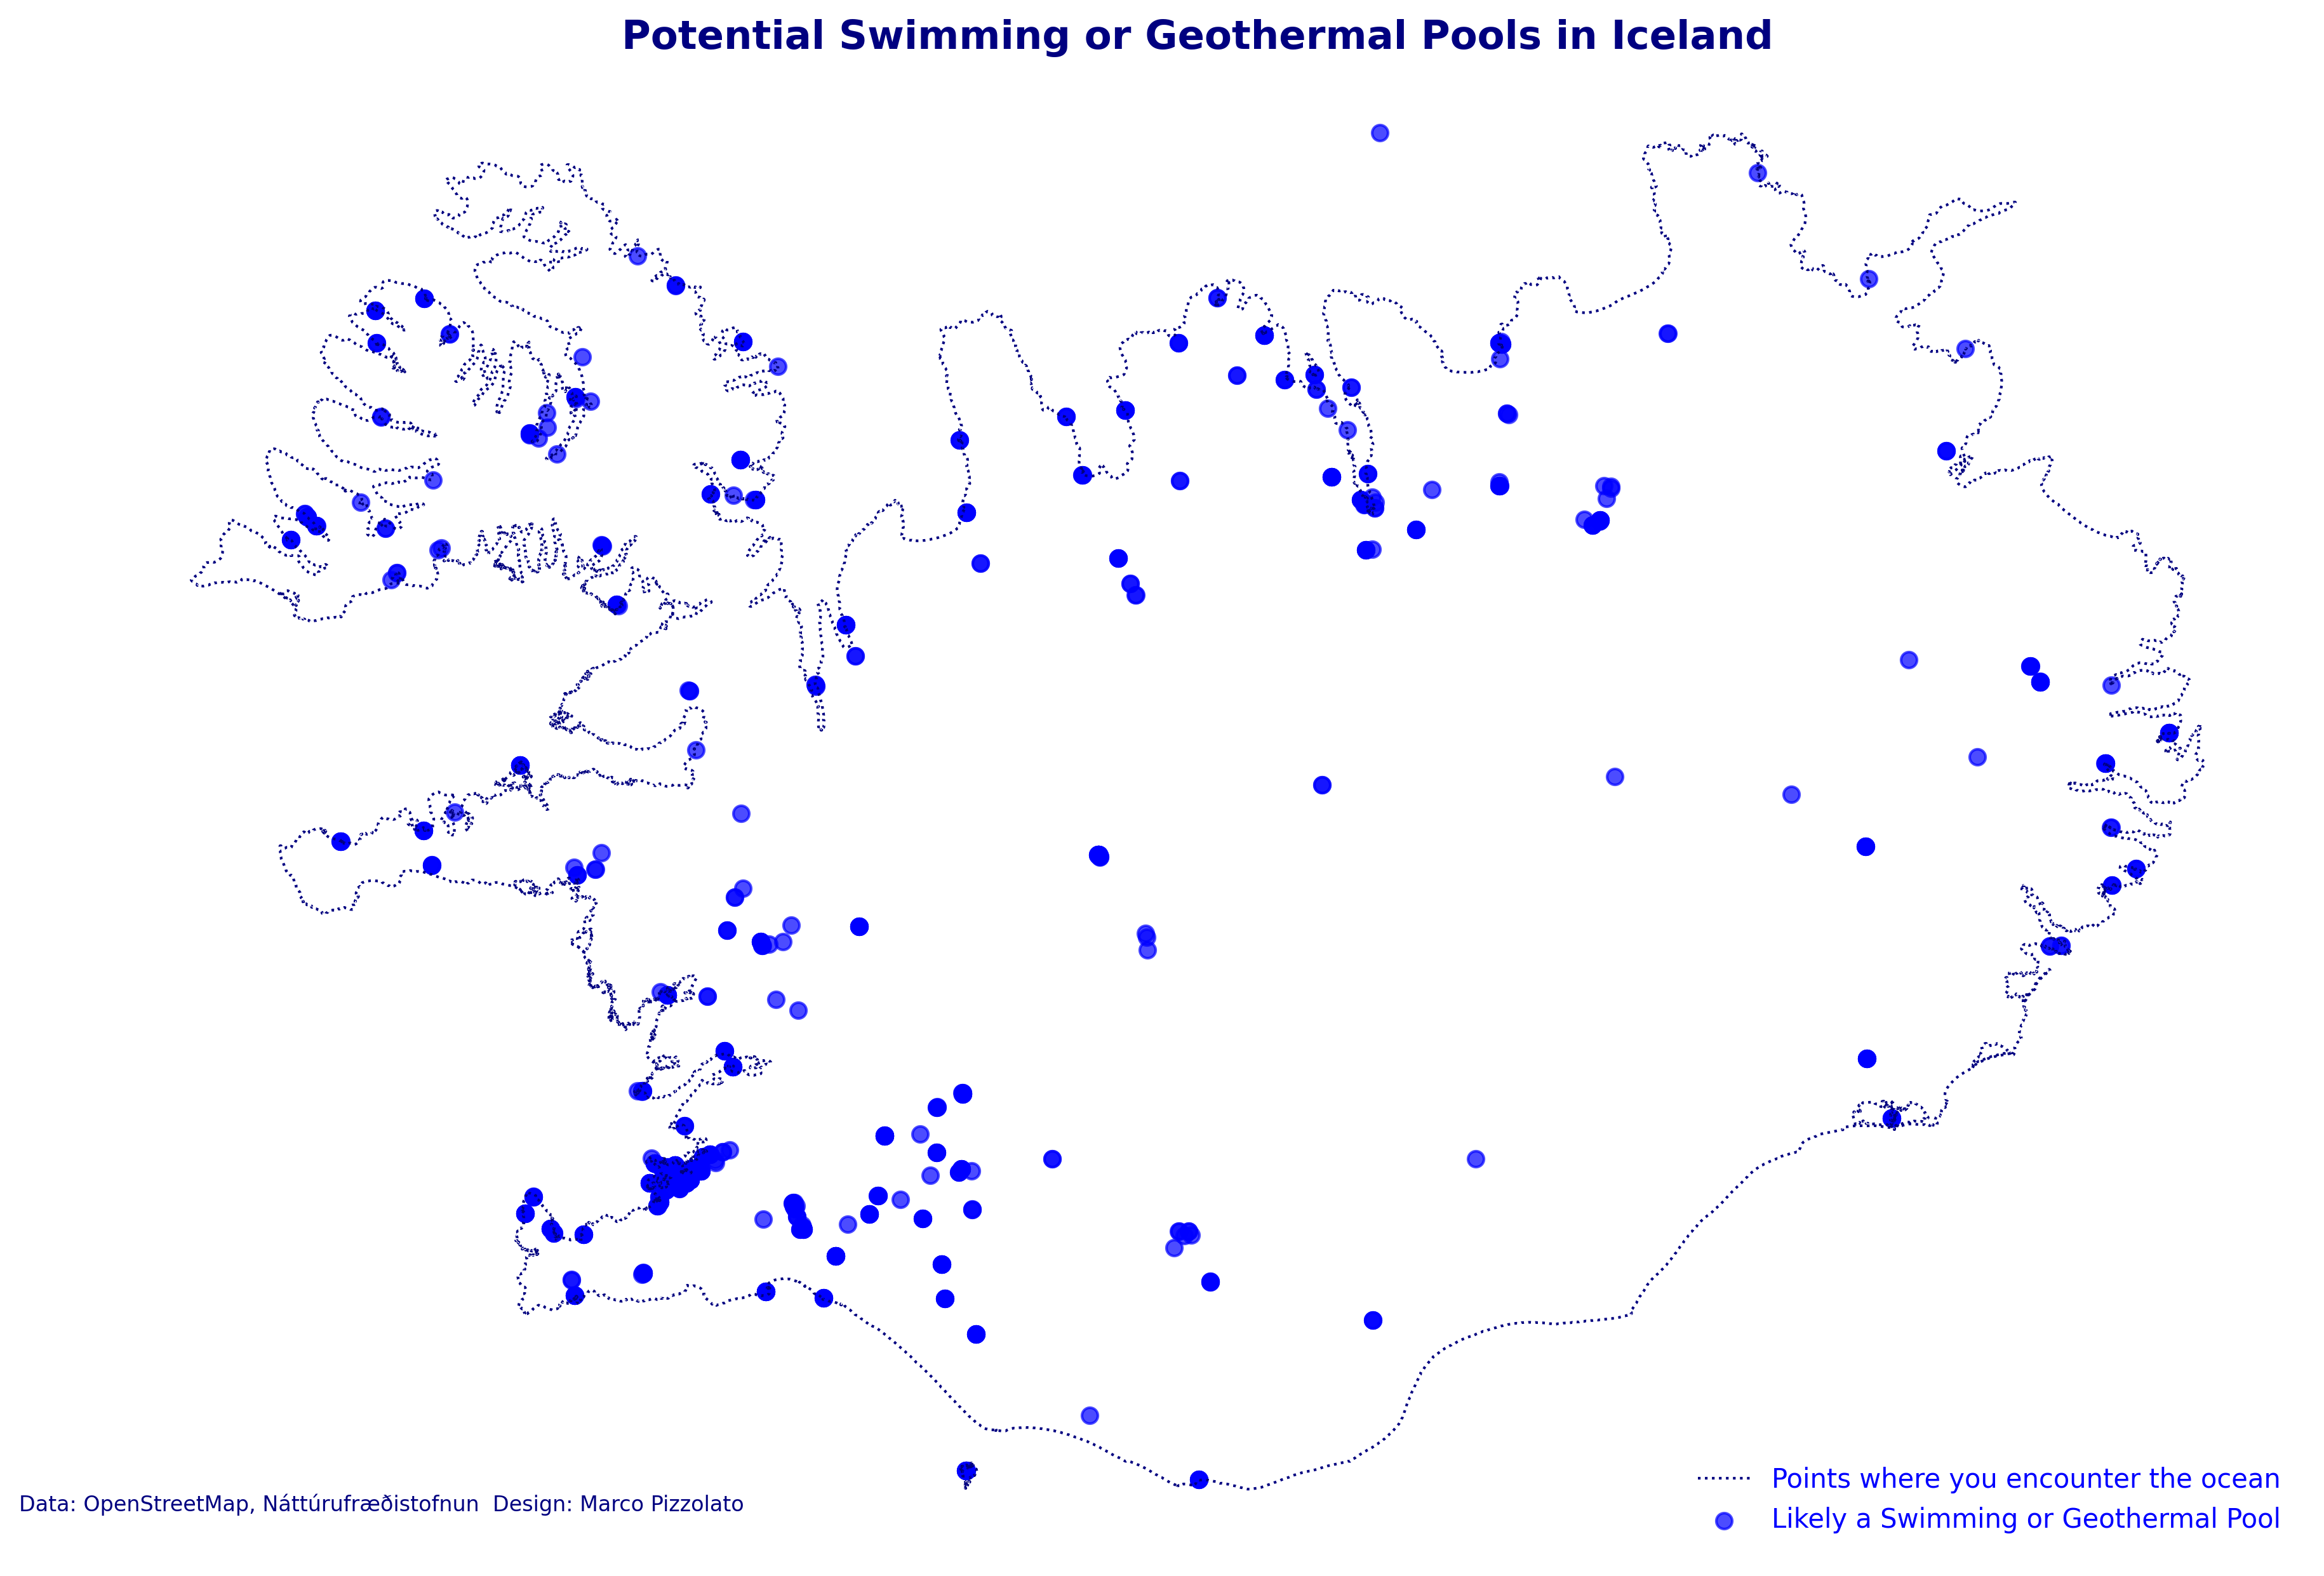 Potential Swimming or Geothermal Pools in Iceland
Points where you encounter the ocean
Data: OpenStreetMap, Náttúrufræðistofnun  Design: Marco Pizzolato
Likely a Swimming or Geothermal Pool